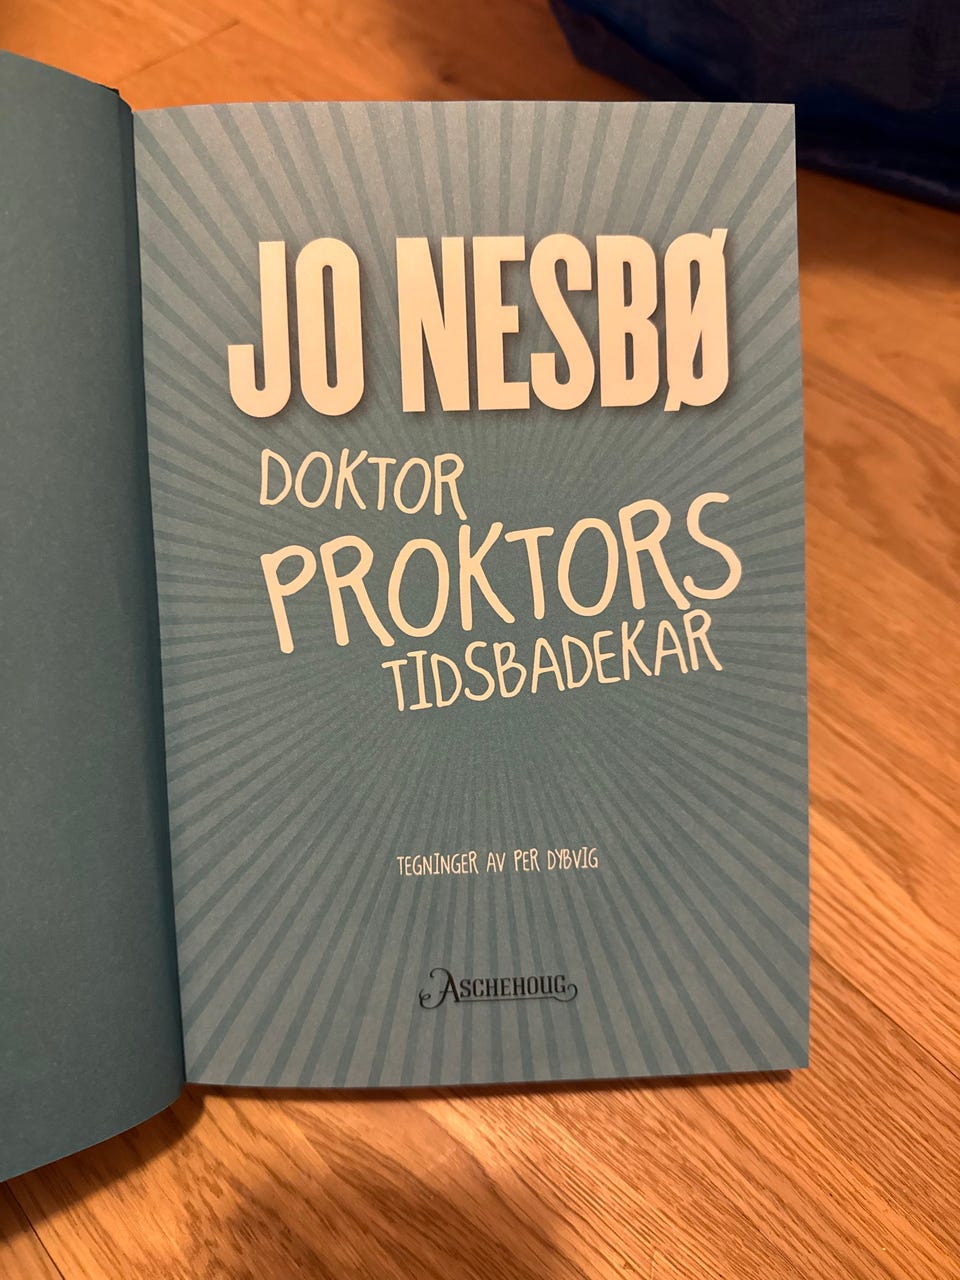 JO NESBØ
DOKTOR
PROKTORS
TIDSBADEKAR
TEGNINGER AV PER DYBVIG
ASCHEHOUG